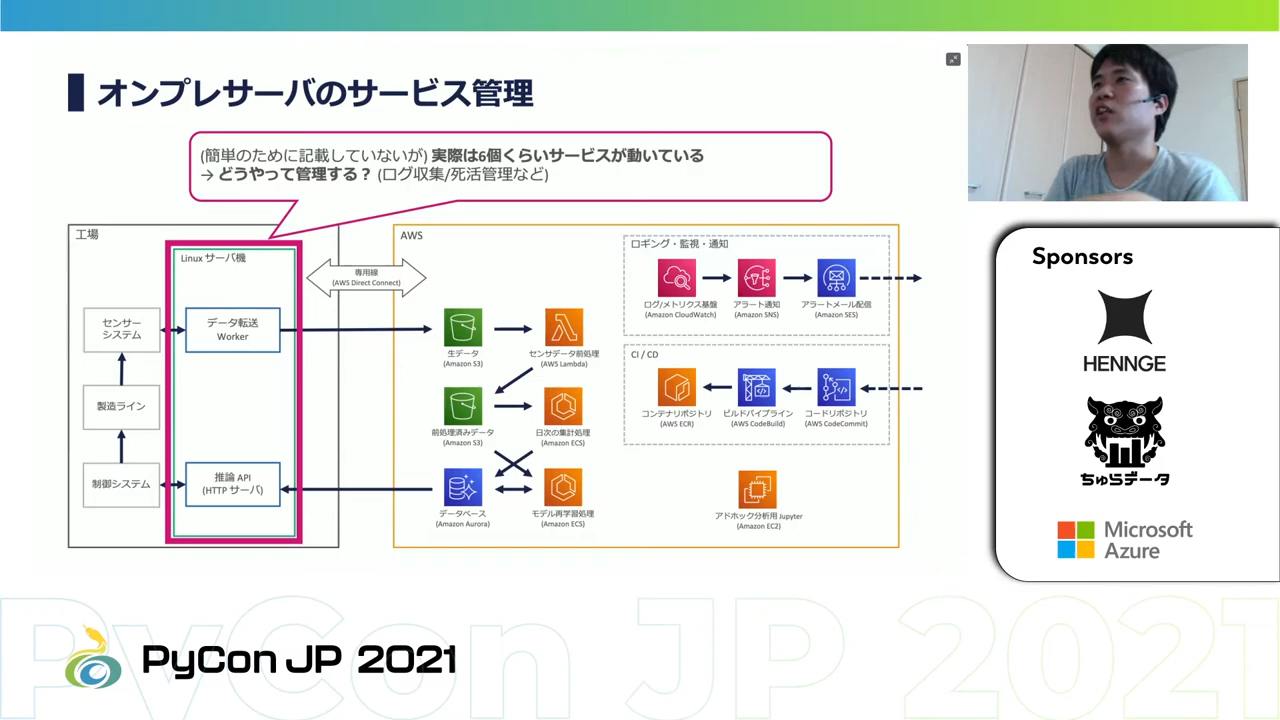 オンプレサーバのサービス管理
(簡単のために記載していないが) 実際は6個くらいサービスが動いている
→ どうやって管理する？ (ログ収集/死活管理など)
工場
Linux サーバ機
専用線
(AWS Direct Connect)
センサー
システム
データ転送
Worker
製造ライン
制御システム
推論 API
(HTTP サーバ)
AWS
生データ
(Amazon S3)
センサデータ前処理
(AWS Lambda)
前処理済みデータ
(Amazon S3)
日次の集計処理
(Amazon ECS)
データベース
(Amazon Aurora)
モデル再学習処理
(Amazon ECS)
ロギング・監視・通知
ログ/メトリクス基盤
(Amazon CloudWatch)
アラート通知
(Amazon SNS)
アラートメール配信
(Amazon SES)
CI / CD
コンテナリポジトリ
(AWS ECR)
ビルドパイプライン
(AWS CodeBuild)
コードリポジトリ
(AWS CodeCommit)
アドホック分析用 Jupyter
(Amazon EC2)
Sponsors
HENNGE
ちゅらデータ
Microsoft
Azure
PyCon JP 2021
PyCon JP 2021